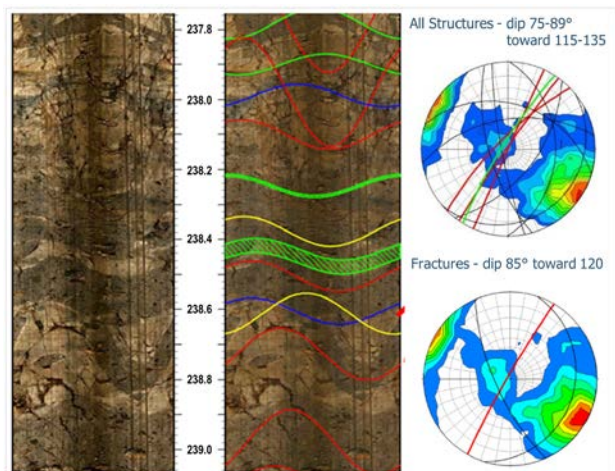 All Structures - dip 75-89°
toward 115-135
237.8
238.0
238.2
238.4
238.6
238.8
239.0
Fractures - dip 85° toward 120